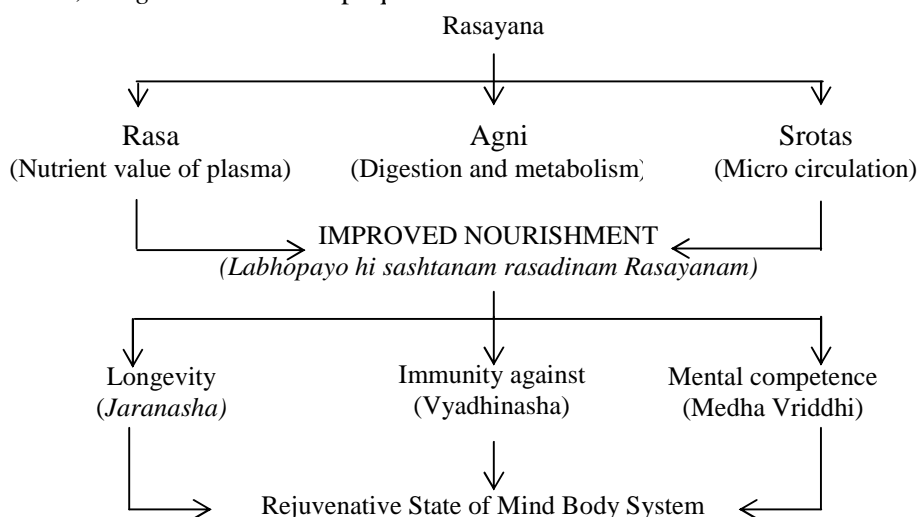 Rasayana
Rasa Agni Srotas
(Nutrient value of plasma) (Digestion and metabolism) (Micro circulation)
IMPROVED NOURISHMENT
(Labhopayo hi sashtanam rasadinam Rasayanam)
Longevity Immunity against Mental competence
(Jaranasha) (Vyadhinasha) (Medha Vriddhi)
Rejuvenative State of Mind Body System